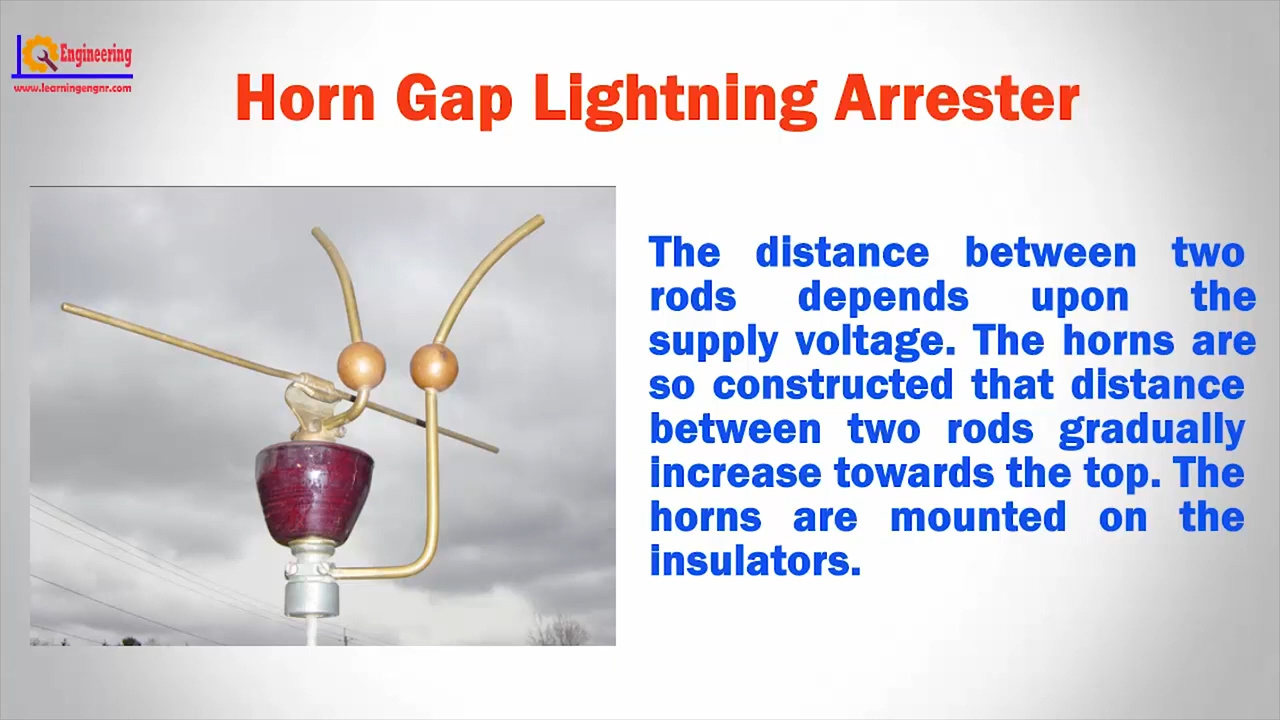 Engineering
www.learningengnr.com
Horn Gap Lightning Arrester
The distance between two
rods depends upon the
supply voltage. The horns are
so constructed that distance
between two rods gradually
increase towards the top. The
horns are mounted on the
insulators.